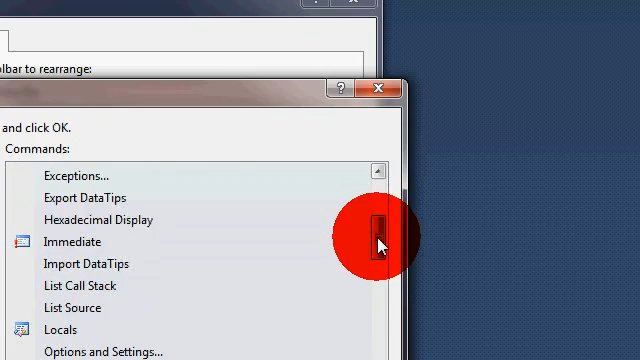 lbar to rearrange:
and click OK.
Commands:
Exceptions...
Export DataTips
Hexadecimal Display
Immediate
Import DataTips
List Call Stack
List Source
Locals
Options and Settings...